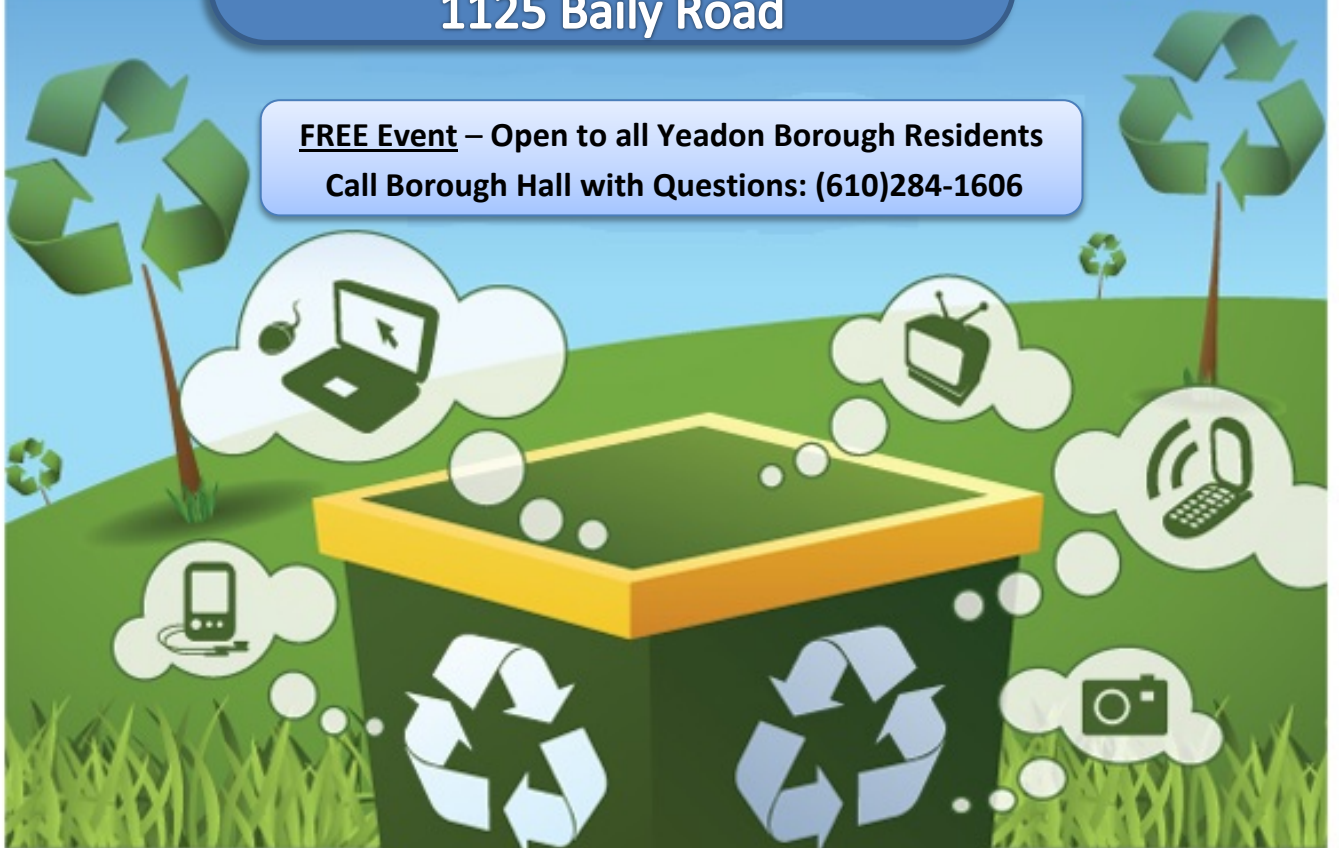 1125 Baily Road
FREE Event – Open to all Yeadon Borough Residents
Call Borough Hall with Questions: (610)284-1606